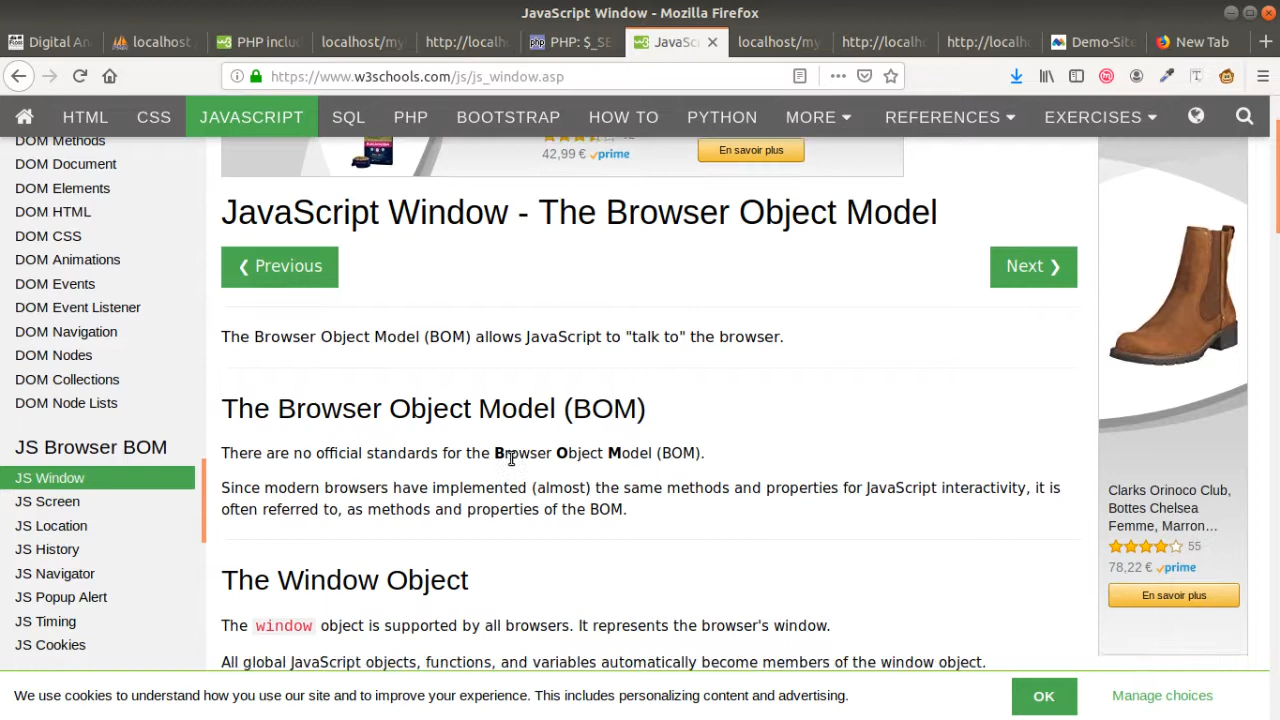 JavaScript Window - Mozilla Firefox
Digital An
localhost
PHP inclu
localhost/my
http://localh
PHP: $_SE
JavaSc
localhost/my
http://localh
http://localh
Demo-Site
New Tab
https://www.w3schools.com/js/js_window.asp
HTML CSS JAVASCRIPT SQL PHP BOOTSTRAP HOW TO PYTHON MORE REFERENCES EXERCISES
DOM Methods
DOM Document
DOM Elements
DOM HTML
DOM CSS
DOM Animations
DOM Events
DOM Event Listener
DOM Navigation
DOM Nodes
DOM Collections
DOM Node Lists
JS Browser BOM
JS Window
JS Screen
JS Location
JS History
JS Navigator
JS Popup Alert
JS Timing
JS Cookies
42,99 € prime
En savoir plus
JavaScript Window - The Browser Object Model
❮ Previous
Next ❯
The Browser Object Model (BOM) allows JavaScript to "talk to" the browser.
The Browser Object Model (BOM)
There are no official standards for the Browser Object Model (BOM).
Since modern browsers have implemented (almost) the same methods and properties for JavaScript interactivity, it is
often referred to, as methods and properties of the BOM.
The Window Object
The window object is supported by all browsers. It represents the browser's window.
All global JavaScript objects, functions, and variables automatically become members of the window object.
Clarks Orinoco Club,
Bottes Chelsea
Femme, Marron...
55
78,22 € prime
En savoir plus
We use cookies to understand how you use our site and to improve your experience. This includes personalizing content and advertising.
OK
Manage choices